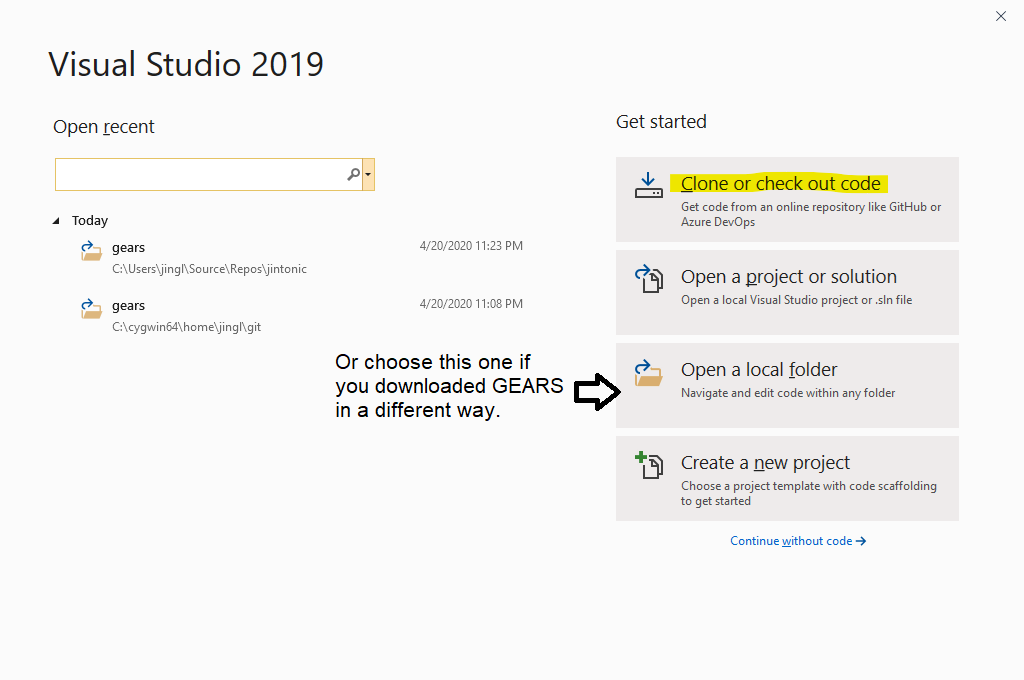 Visual Studio 2019
Open recent
Today
gears
4/20/2020 11:23 PM
C:\Users\jingl\Source\Repos\jintonic
gears
4/20/2020 11:08 PM
C:\cygwin64\home\jingl\git
Or choose this one if
you downloaded GEARS
in a different way.
Get started
Clone or check out code
Get code from an online repository like GitHub or
Azure DevOps
Open a project or solution
Open a local Visual Studio project or .sln file
Open a local folder
Navigate and edit code within any folder
Create a new project
Choose a project template with code scaffolding
to get started
Continue without code